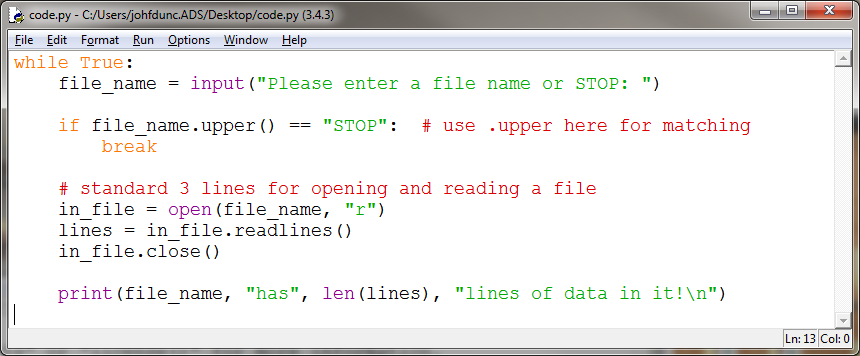 code.py - C:/Users/johfdunc.ADS/Desktop/code.py (3.4.3)
File Edit Format Run Options Window Help
while True:
    file_name = input("Please enter a file name or STOP: ")

    if file_name.upper() == "STOP":  # use .upper here for matching
        break

    # standard 3 lines for opening and reading a file
    in_file = open(file_name, "r")
    lines = in_file.readlines()
    in_file.close()

    print(file_name, "has", len(lines), "lines of data in it!\n")
Ln: 13 Col: 0